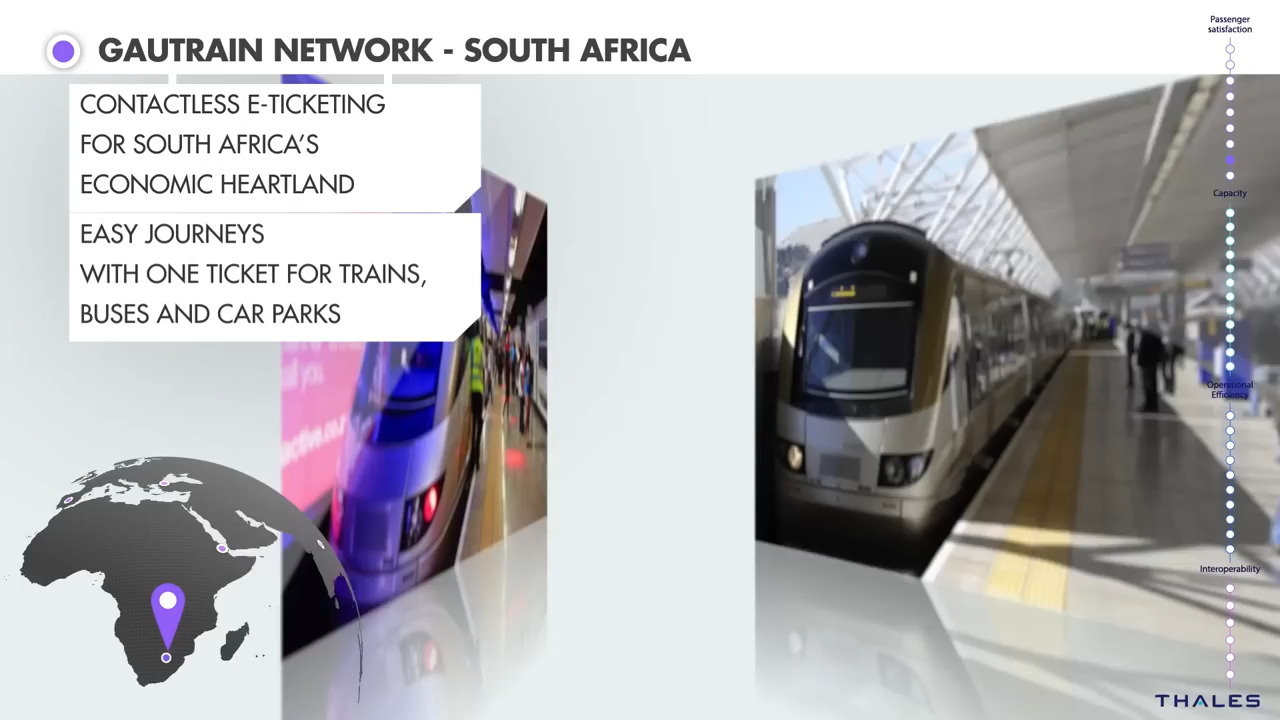 GAUTRAIN NETWORK - SOUTH AFRICA
CONTACTLESS E-TICKETING
FOR SOUTH AFRICA'S
ECONOMIC HEARTLAND
EASY JOURNEYS
WITH ONE TICKET FOR TRAINS,
BUSES AND CAR PARKS
Passenger
satisfaction
Capacity
Operational
Efficiency
Interoperability
THALES